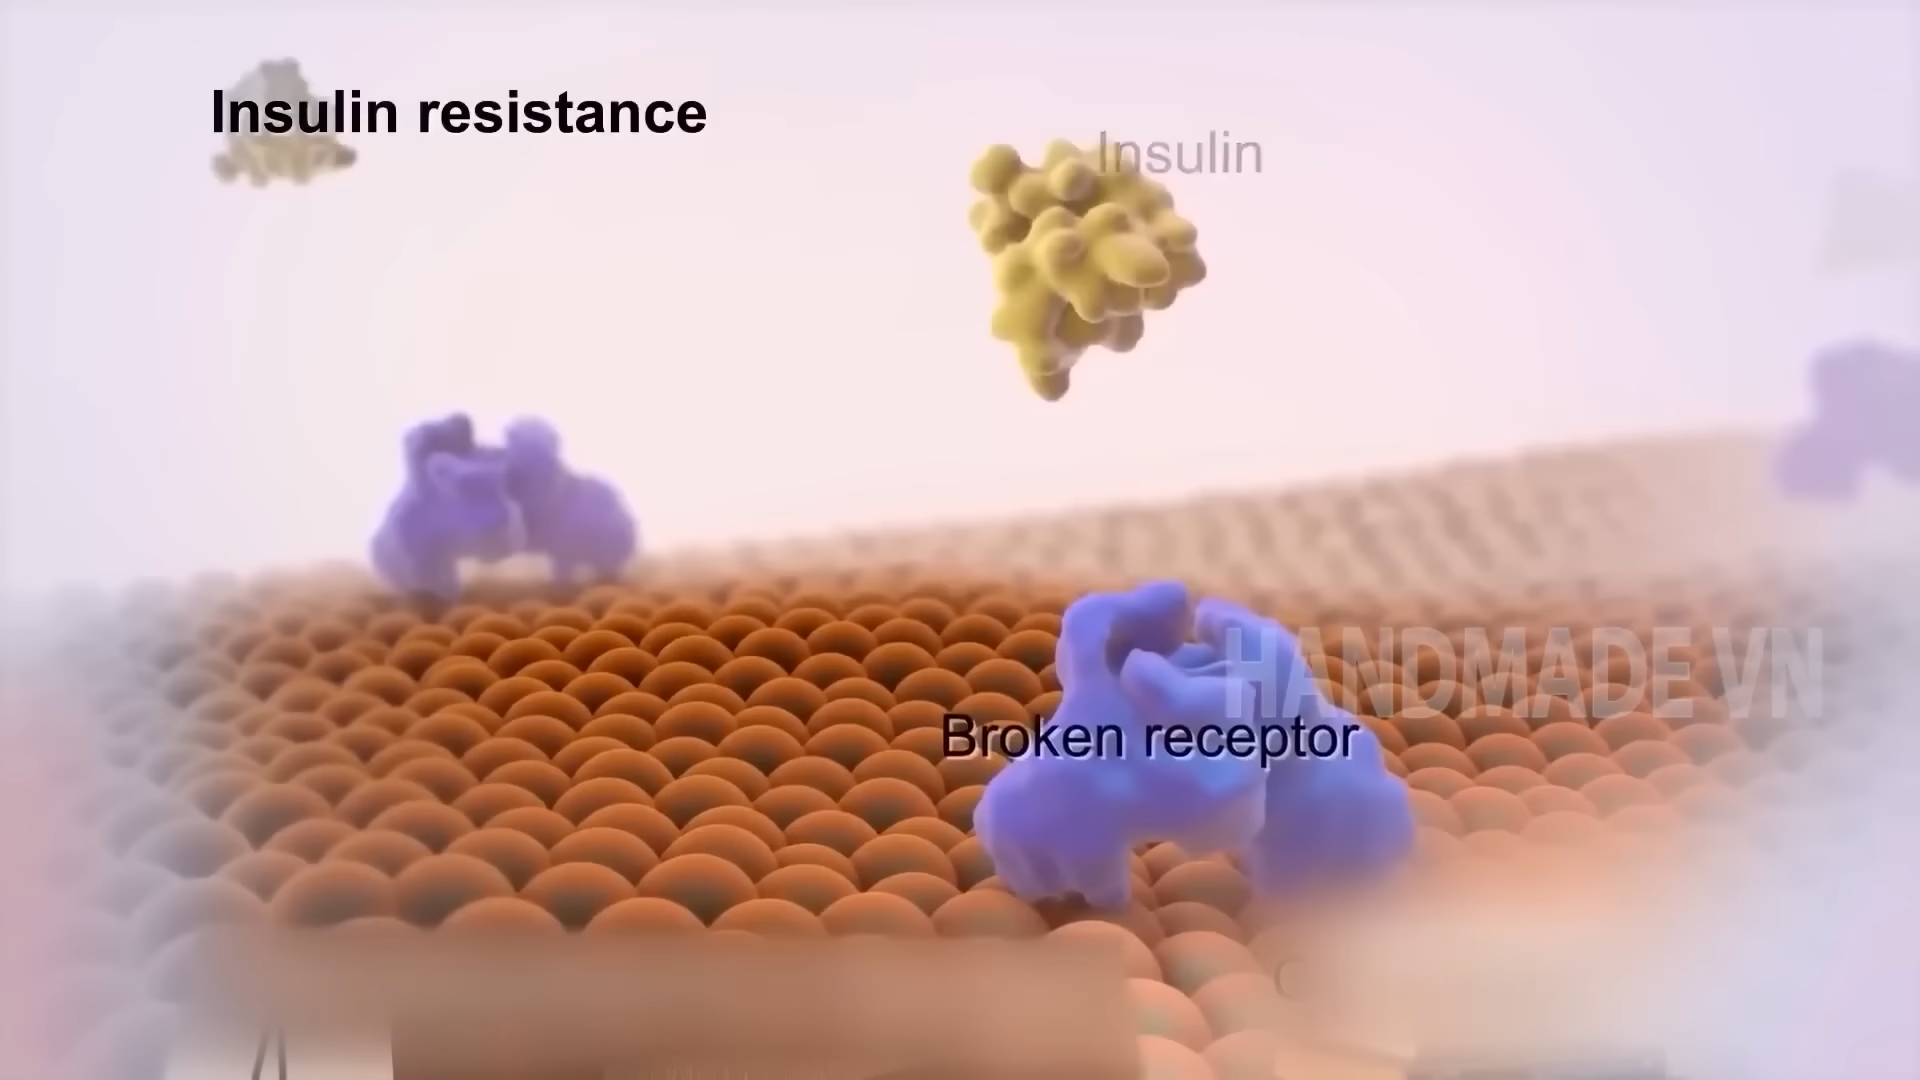 Insulin resistance
Insulin
HANDMADE VN
Broken receptor